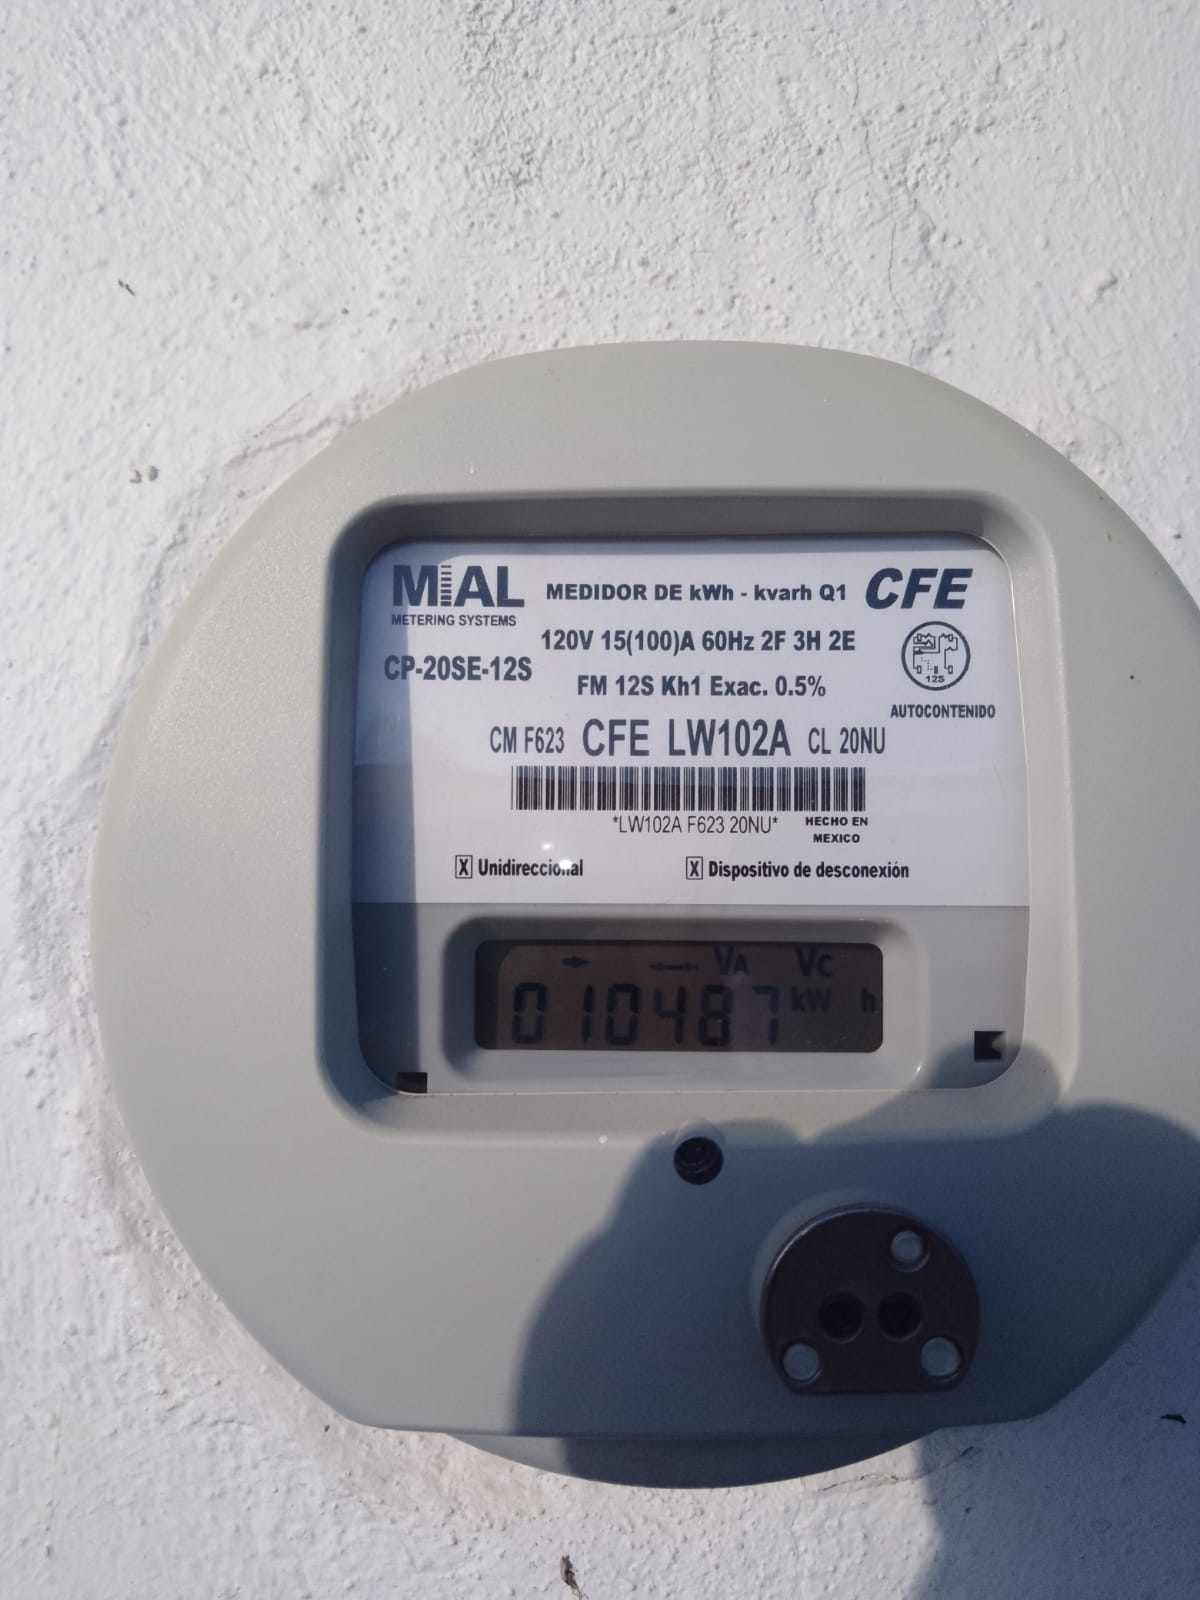 MIAL
METERING SYSTEMS
MEDIDOR DE kWh - kvarh Q1
CFE
120V 15(100)A 60Hz 2F 3H 2E
CP-20SE-12S
FM 12S Kh1 Exac. 0.5%
12S
AUTOCONTENIDO
CM F623 CFE LW102A CL 20NU
*LW102A F623 20NU*
HECHO EN
MEXICO
X Unidireccional
X Dispositivo de desconexión
VA VC
010487 kW h